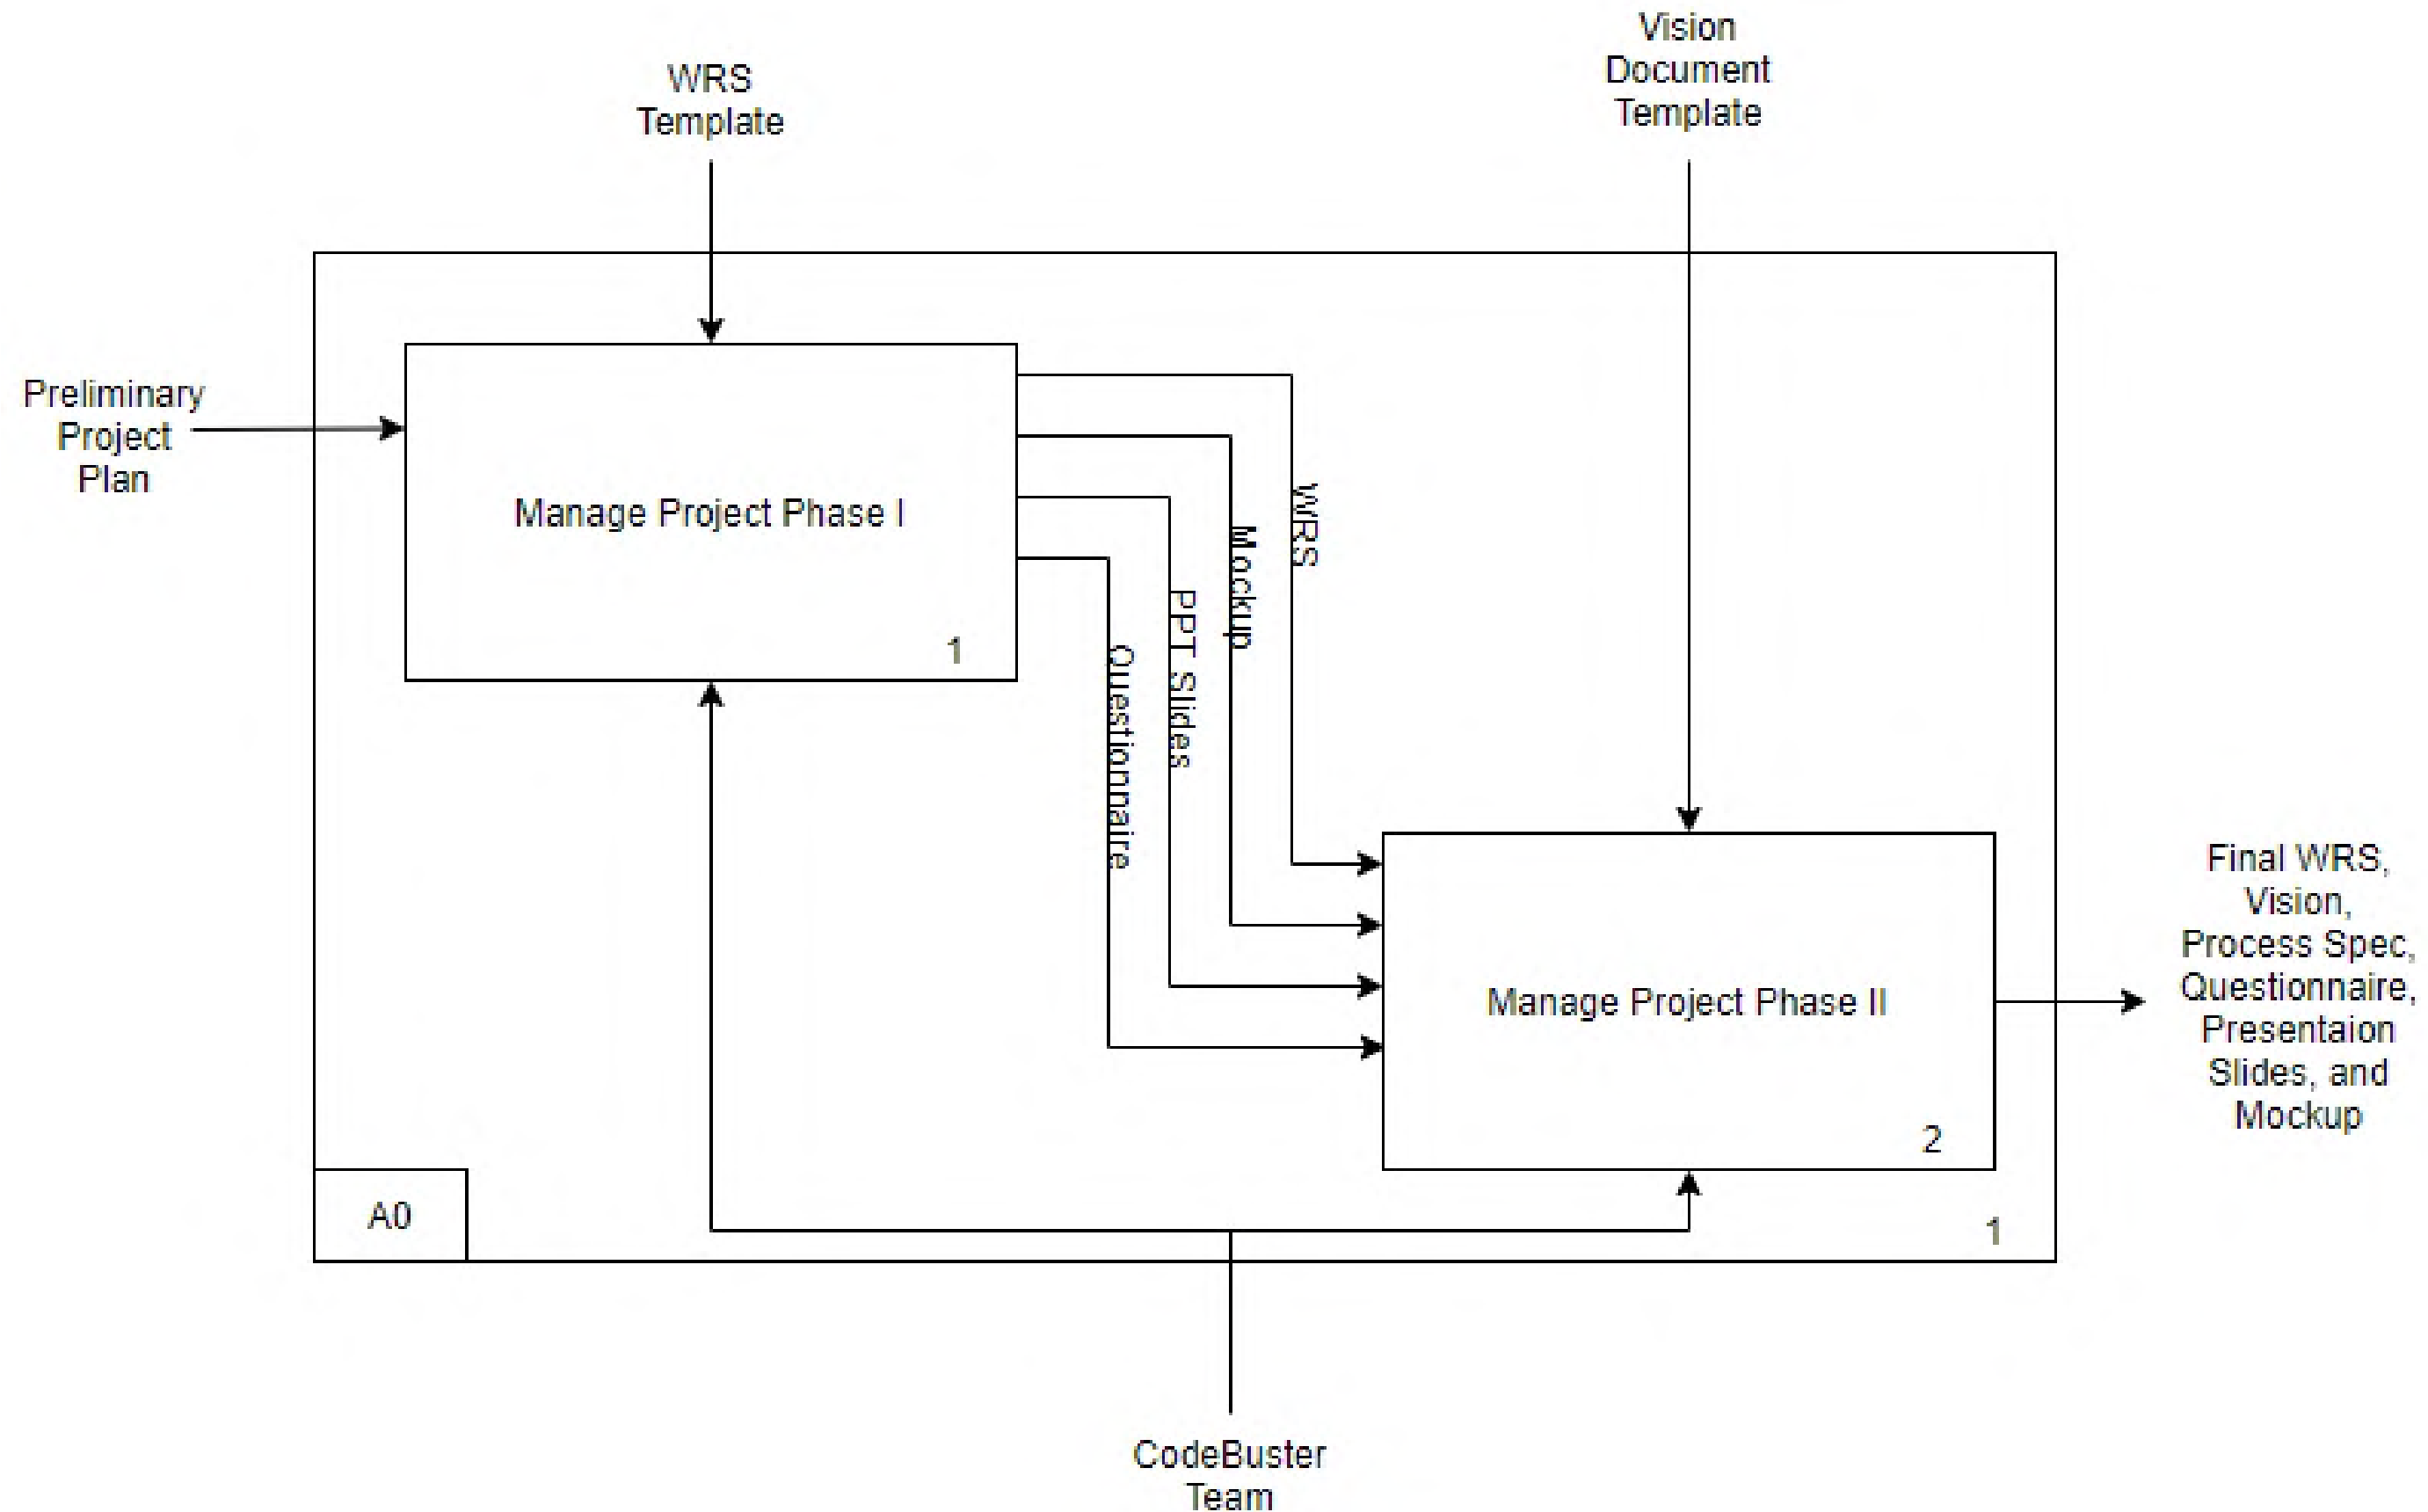 WRS
Template
Vision
Document
Template
Preliminary
Project
Plan
Manage Project Phase I
1
WRS
Mockup
PPT Slides
Questionnaire
Manage Project Phase II
2
Final WRS,
Vision,
Process Spec,
Questionnaire,
Presentaion
Slides, and
Mockup
A0
1
CodeBuster
Team